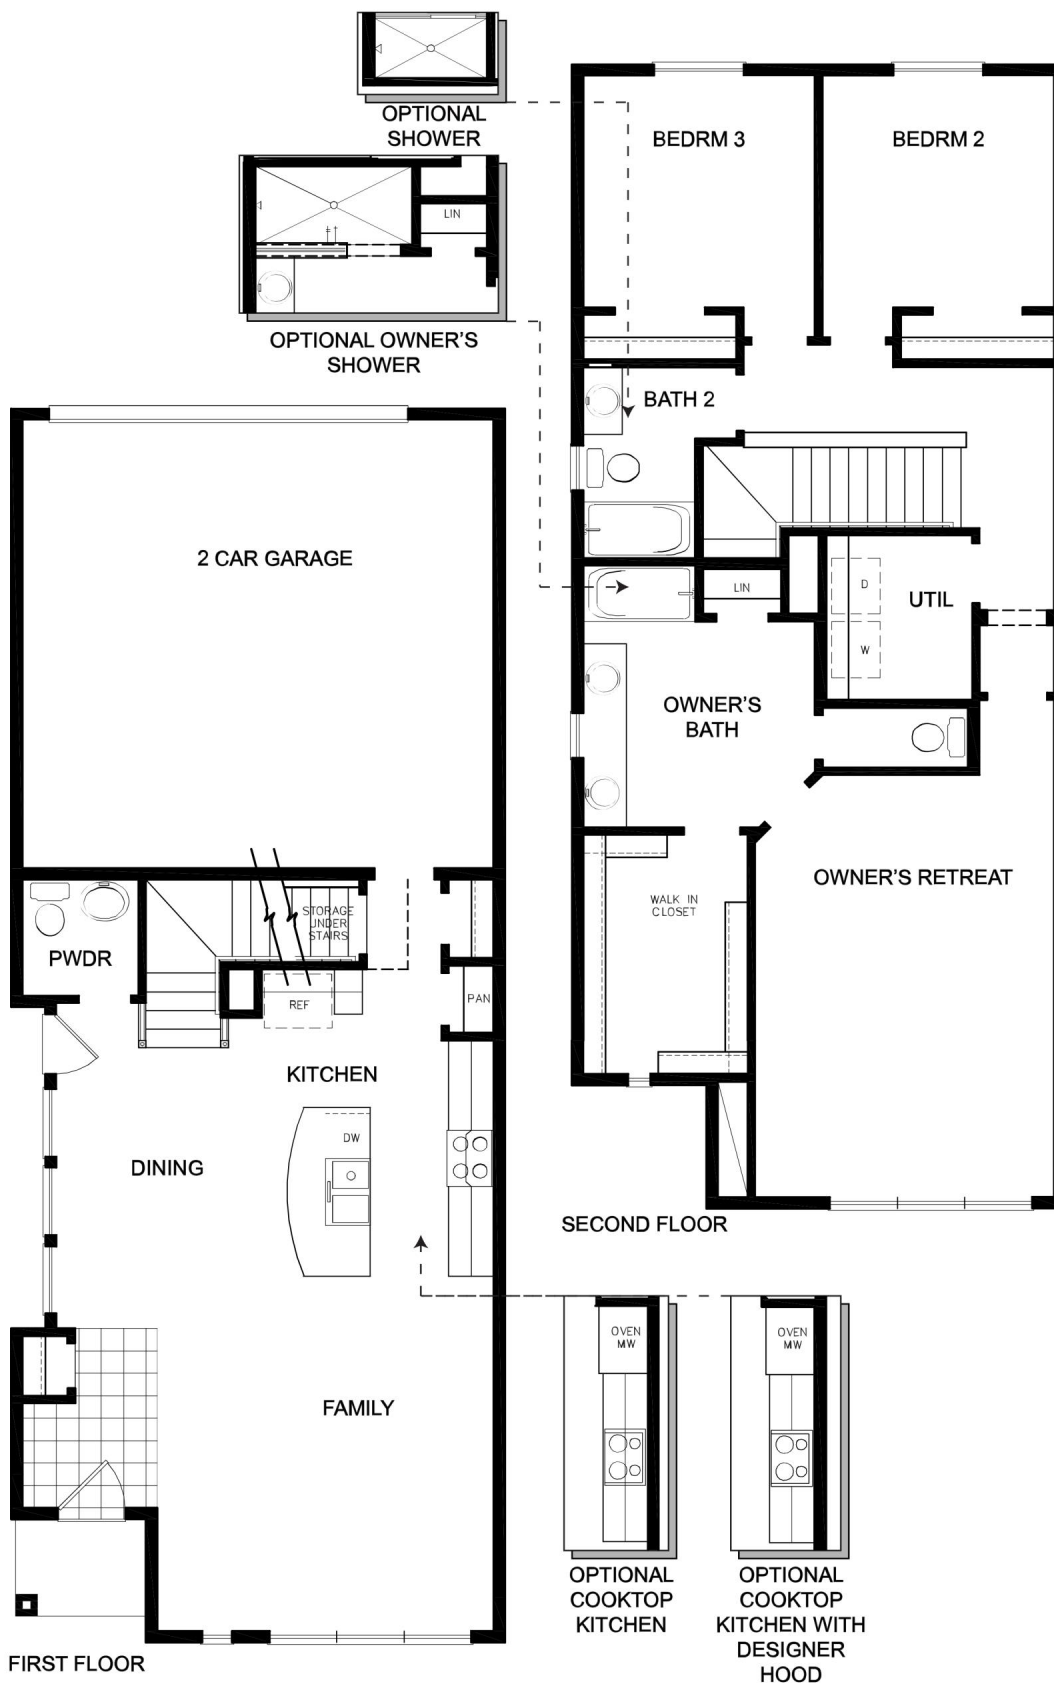 OPTIONAL
SHOWER
LIN
OPTIONAL OWNER'S
SHOWER
BEDRM 3
BEDRM 2
BATH 2
LIN
D
W
UTIL
OWNER'S
BATH
OWNER'S RETREAT
WALK IN
CLOSET
SECOND FLOOR
2 CAR GARAGE
STORAGE
UNDER
STAIRS
PWDR
REF
PAN
KITCHEN
DW
DINING
FAMILY
FIRST FLOOR
OVEN
MW
OPTIONAL
COOKTOP
KITCHEN
OVEN
MW
OPTIONAL
COOKTOP
KITCHEN WITH
DESIGNER
HOOD